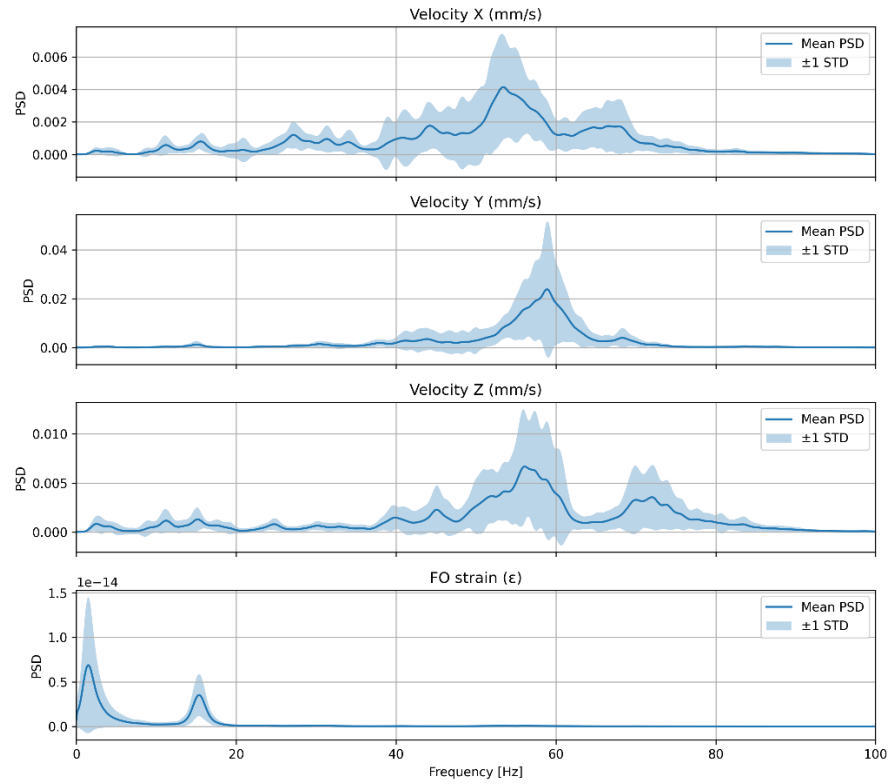 Velocity X (mm/s)
Mean PSD
±1 STD
PSD
0.006
0.004
0.002
0.000
Velocity Y (mm/s)
Mean PSD
±1 STD
PSD
0.04
0.02
0.00
Velocity Z (mm/s)
Mean PSD
±1 STD
PSD
0.010
0.005
0.000
1e−14
FO strain (ε)
Mean PSD
±1 STD
PSD
1.5
1.0
0.5
0.0
0 20 40 60 80 100
Frequency [Hz]